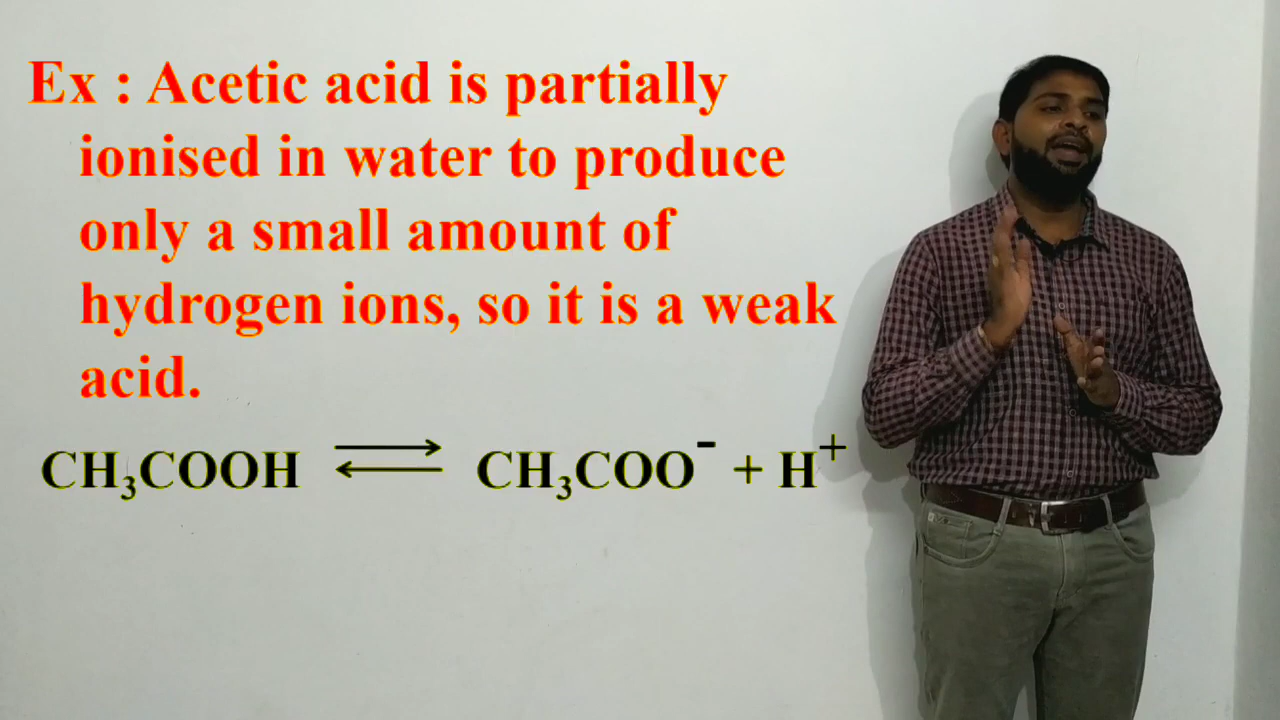 Ex : Acetic acid is partially
ionised in water to produce
only a small amount of
hydrogen ions, so it is a weak
acid.
CH₃COOH ⇌ CH₃COO⁻ + H⁺